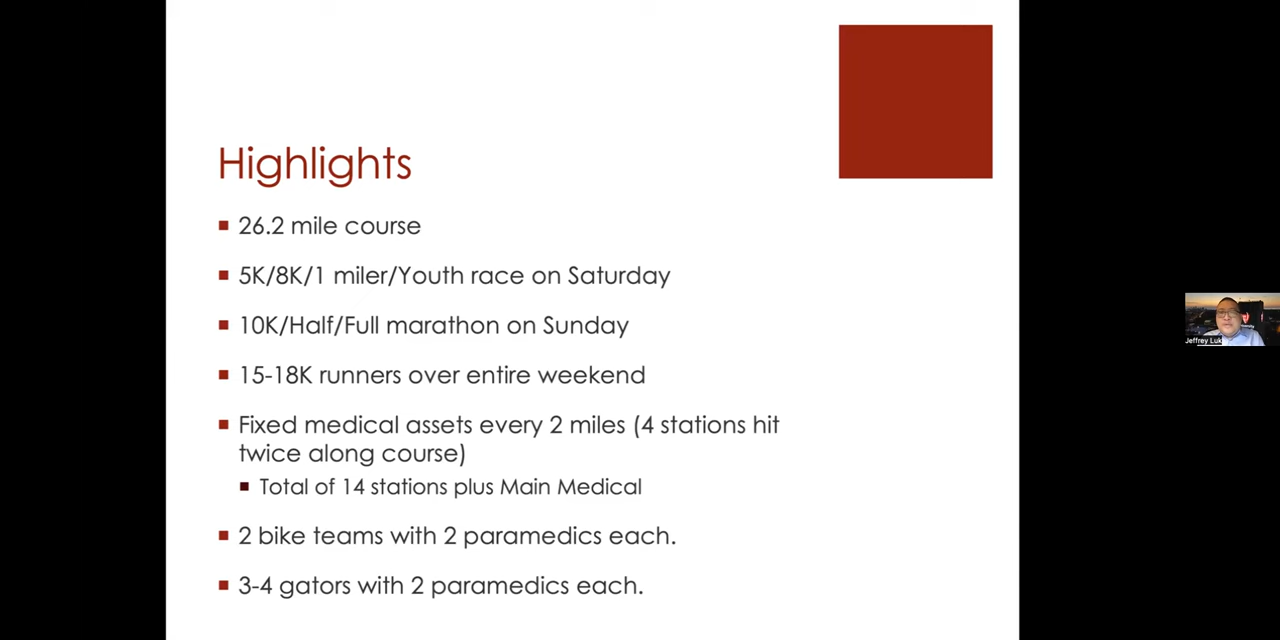 Highlights
26.2 mile course
5K/8K/1 miler/Youth race on Saturday
10K/Half/Full marathon on Sunday
15-18K runners over entire weekend
Fixed medical assets every 2 miles (4 stations hit
twice along course)
Total of 14 stations plus Main Medical
2 bike teams with 2 paramedics each.
3-4 gators with 2 paramedics each.
Jeffrey Luk